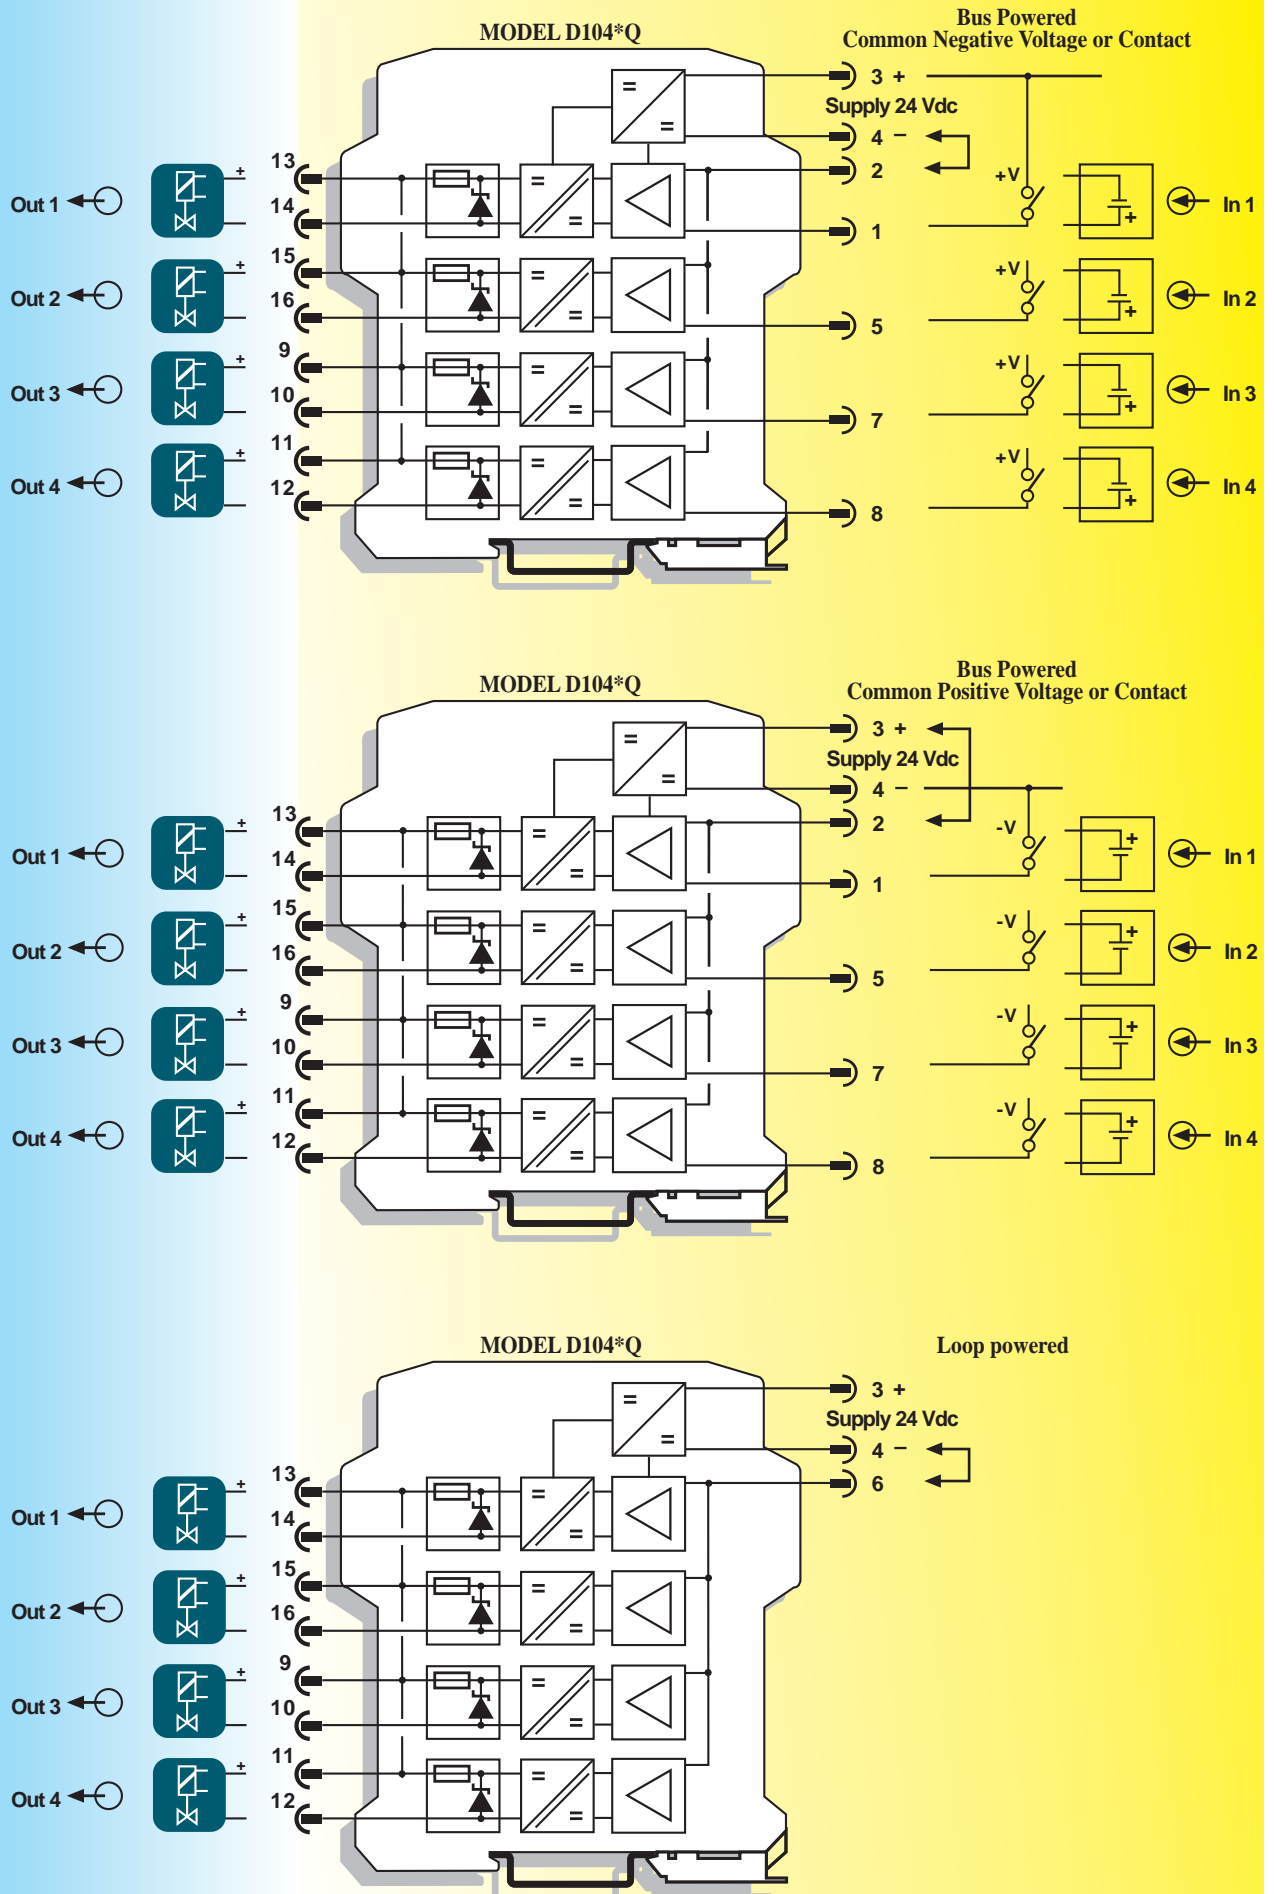 MODEL D104*Q
Bus Powered
Common Negative Voltage or Contact
3 +
Supply 24 Vdc
4 –
2
1
5
7
8
13
14
15
16
9
10
11
12
+
+
+
+
Out 1
Out 2
Out 3
Out 4
+V
+V
+V
+V
+
+
+
+
In 1
In 2
In 3
In 4
MODEL D104*Q
Bus Powered
Common Positive Voltage or Contact
3 +
Supply 24 Vdc
4 –
2
1
5
7
8
13
14
15
16
9
10
11
12
+
+
+
+
Out 1
Out 2
Out 3
Out 4
-V
-V
-V
-V
+
+
+
+
In 1
In 2
In 3
In 4
MODEL D104*Q
Loop powered
3 +
Supply 24 Vdc
4 –
6
13
14
15
16
9
10
11
12
+
+
+
+
Out 1
Out 2
Out 3
Out 4